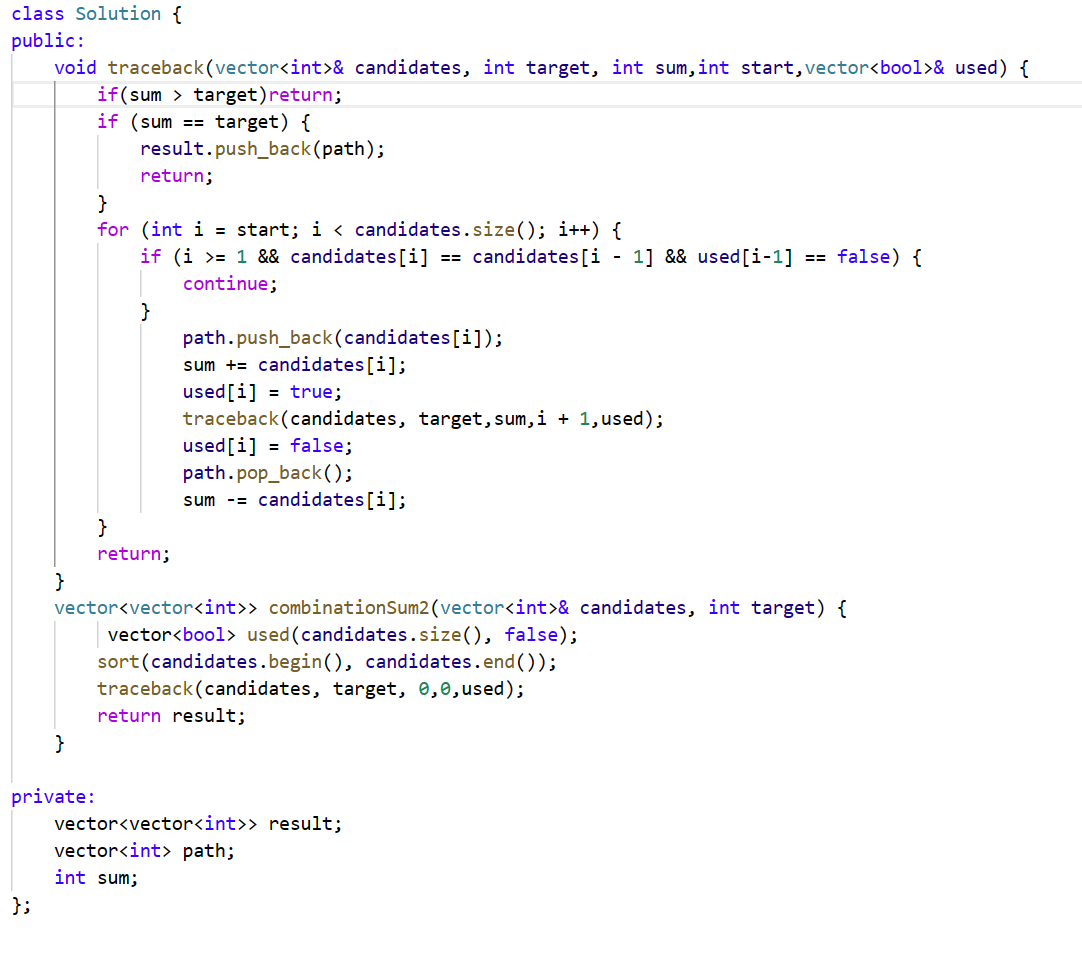 class Solution {
public:
    void traceback(vector<int>& candidates, int target, int sum,int start,vector<bool>& used) {
        if(sum > target)return;
        if (sum == target) {
            result.push_back(path);
            return;
        }
        for (int i = start; i < candidates.size(); i++) {
            if (i >= 1 && candidates[i] == candidates[i - 1] && used[i-1] == false) {
                continue;
            }
                path.push_back(candidates[i]);
                sum += candidates[i];
                used[i] = true;
                traceback(candidates, target,sum,i + 1,used);
                used[i] = false;
                path.pop_back();
                sum -= candidates[i];
        }
        return;
    }
    vector<vector<int>> combinationSum2(vector<int>& candidates, int target) {
         vector<bool> used(candidates.size(), false);
        sort(candidates.begin(), candidates.end());
        traceback(candidates, target, 0,0,used);
        return result;
    }

private:
    vector<vector<int>> result;
    vector<int> path;
    int sum;
};